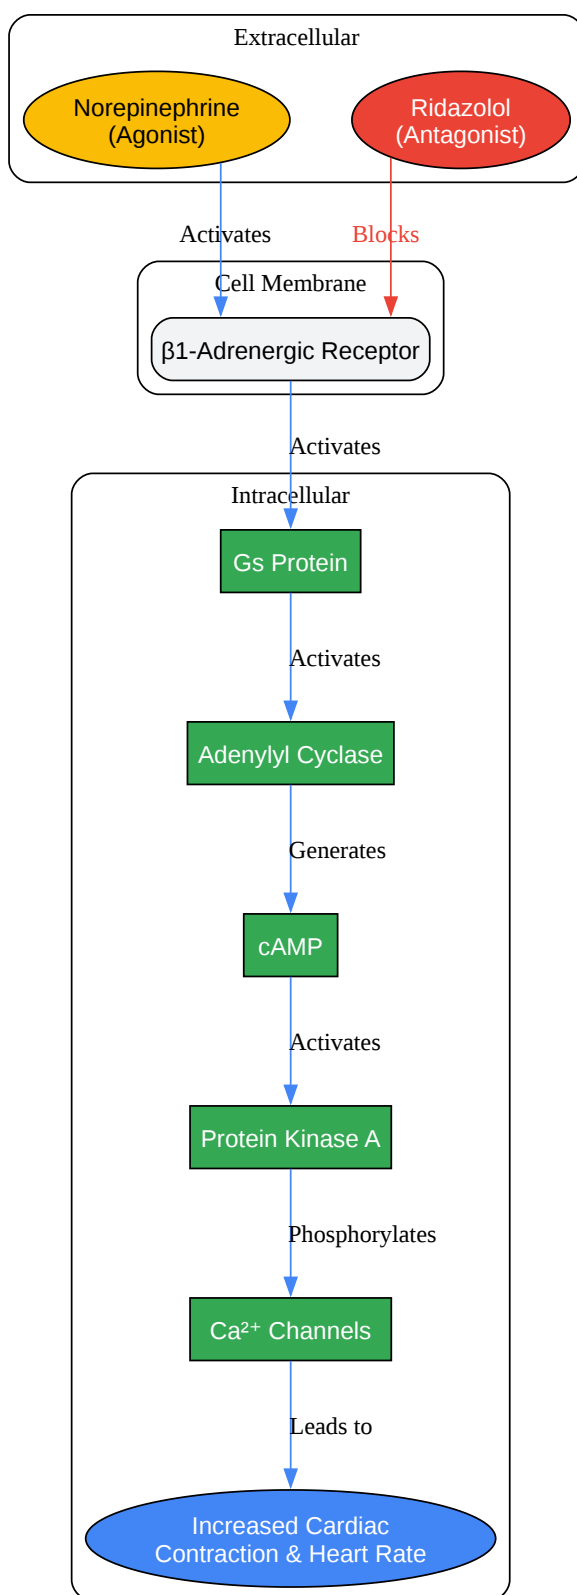 Extracellular
Norepinephrine
(Agonist)
Ridazolol
(Antagonist)
Activates
Blocks
Cell Membrane
β1-Adrenergic Receptor
Activates
Intracellular
Gs Protein
Activates
Adenylyl Cyclase
Generates
cAMP
Activates
Protein Kinase A
Phosphorylates
Ca²⁺ Channels
Leads to
Increased Cardiac
Contraction & Heart Rate